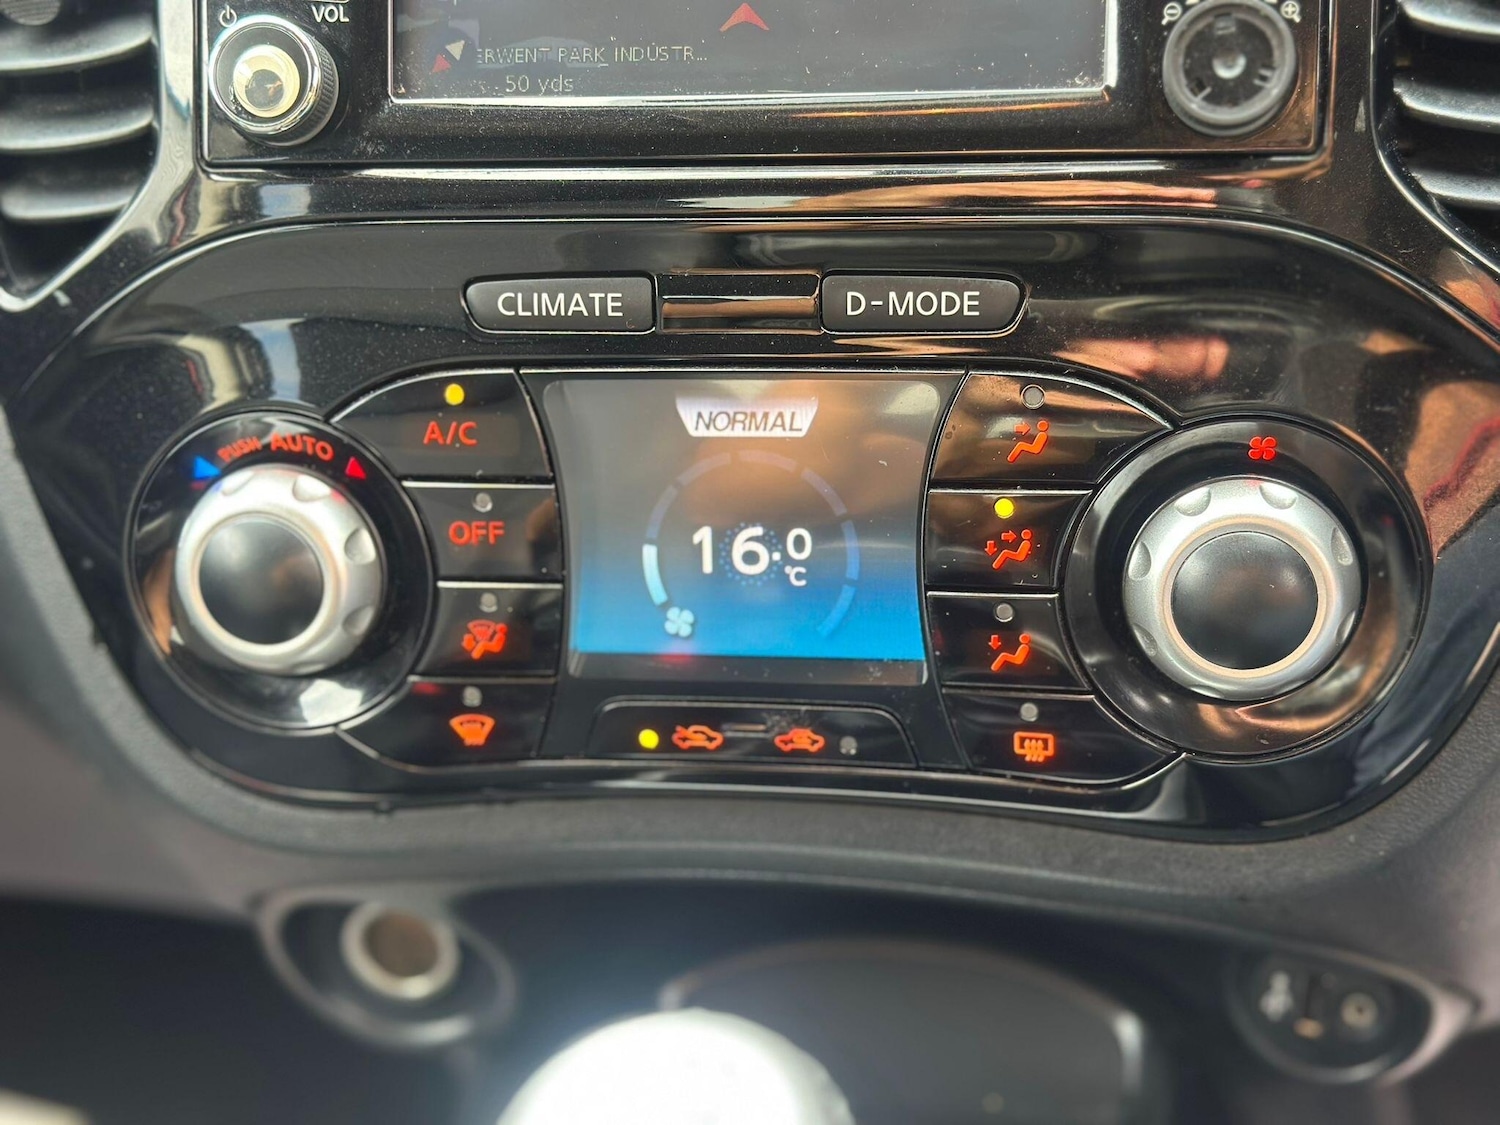 VOL
ERWENT PARK INDUSTR...
50 yds
CLIMATE
D-MODE
NORMAL
PUSH AUTO
A/C
OFF
16.0
°C